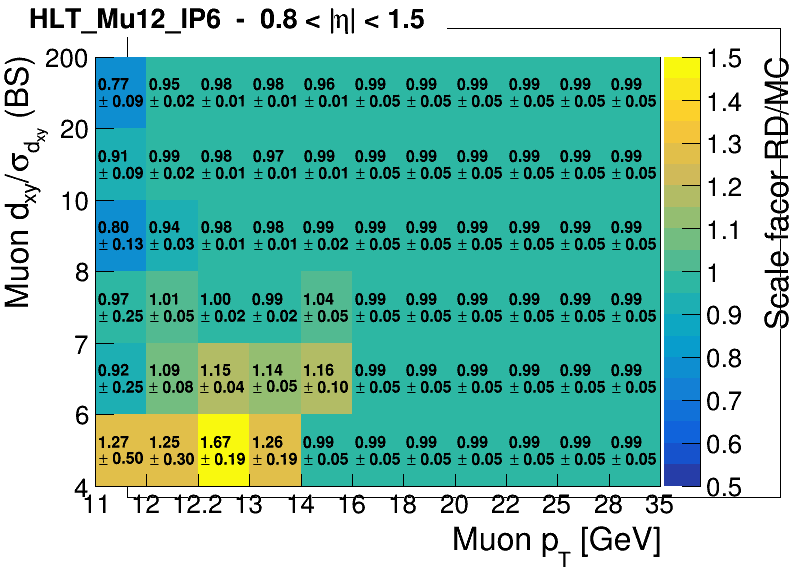 HLT_Mu12_IP6 - 0.8 < |η| < 1.5
Muon dxy/σdxy (BS)
200
20
10
8
7
6
4
0.77 0.95 0.98 0.98 0.96 0.99 0.99 0.99 0.99 0.99 0.99
± 0.09 ± 0.02 ± 0.01 ± 0.01 ± 0.01 ± 0.05 ± 0.05 ± 0.05 ± 0.05 ± 0.05 ± 0.05
0.91 0.99 0.98 0.97 0.99 0.99 0.99 0.99 0.99 0.99 0.99
± 0.09 ± 0.02 ± 0.01 ± 0.01 ± 0.01 ± 0.05 ± 0.05 ± 0.05 ± 0.05 ± 0.05 ± 0.05
0.80 0.94 0.98 0.98 0.99 0.99 0.99 0.99 0.99 0.99 0.99
± 0.13 ± 0.03 ± 0.01 ± 0.01 ± 0.02 ± 0.05 ± 0.05 ± 0.05 ± 0.05 ± 0.05 ± 0.05
0.97 1.01 1.00 0.99 1.04 0.99 0.99 0.99 0.99 0.99 0.99
± 0.25 ± 0.05 ± 0.02 ± 0.02 ± 0.05 ± 0.05 ± 0.05 ± 0.05 ± 0.05 ± 0.05 ± 0.05
0.92 1.09 1.15 1.14 1.16 0.99 0.99 0.99 0.99 0.99 0.99
± 0.25 ± 0.08 ± 0.04 ± 0.05 ± 0.10 ± 0.05 ± 0.05 ± 0.05 ± 0.05 ± 0.05 ± 0.05
1.27 1.25 1.67 1.26 0.99 0.99 0.99 0.99 0.99 0.99 0.99
± 0.50 ± 0.30 ± 0.19 ± 0.19 ± 0.05 ± 0.05 ± 0.05 ± 0.05 ± 0.05 ± 0.05 ± 0.05
11 12 12.2 13 14 16 18 20 22 25 28 35
Muon pT [GeV]
1.5
1.4
1.3
1.2
1.1
1
0.9
0.8
0.7
0.6
0.5
Scale facor RD/MC